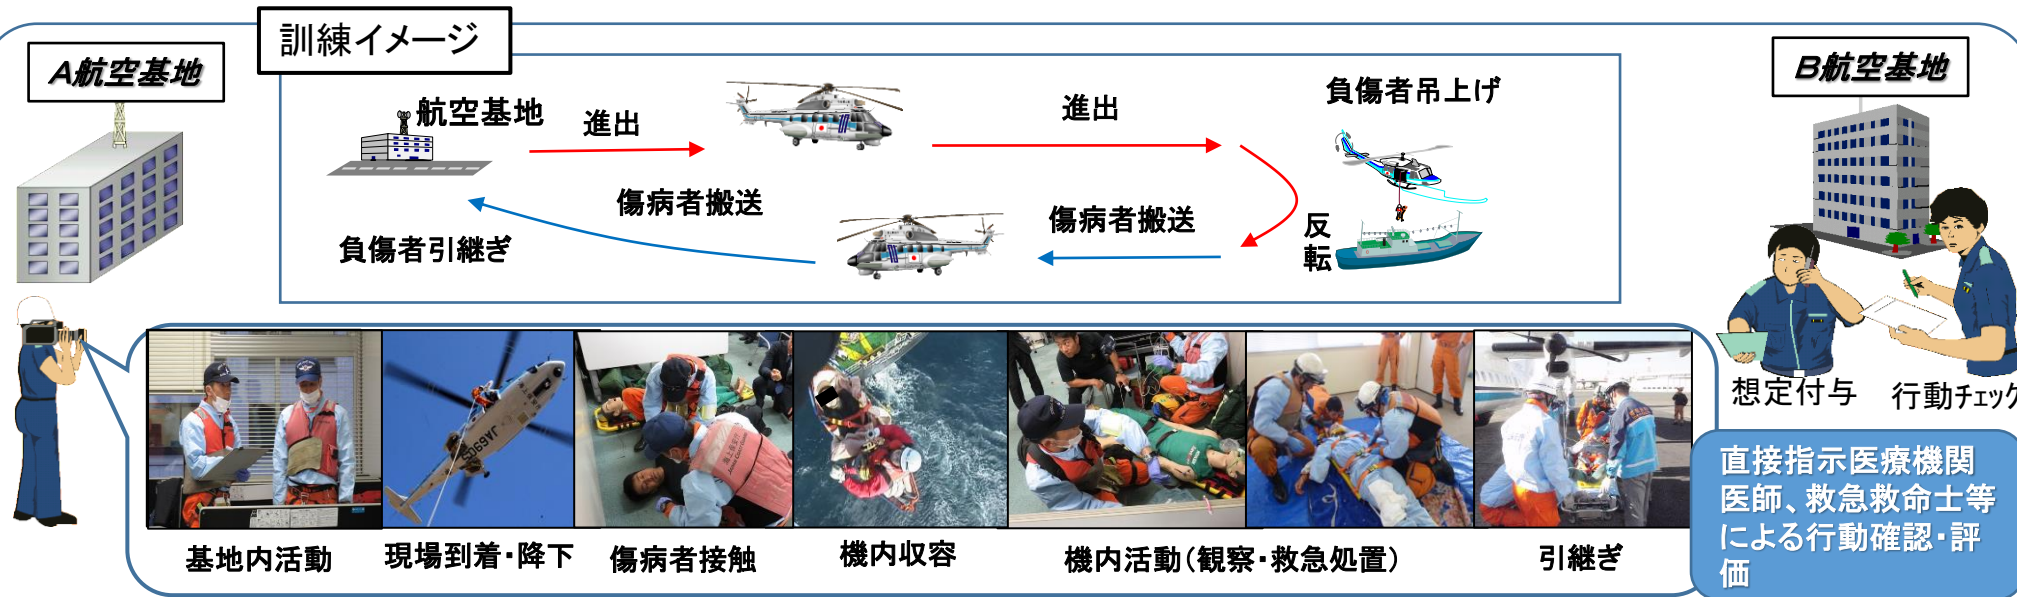 訓練イメージ
A航空基地
B航空基地
航空基地
進出
進出
負傷者吊上げ
傷病者搬送
傷病者搬送
反
転
負傷者引継ぎ
想定付与
行動チェック
基地内活動
現場到着・降下
傷病者接触
機内収容
機内活動（観察・救急処置）
引継ぎ
直接指示医療機関
医師、救急救命士等
による行動確認・評
価